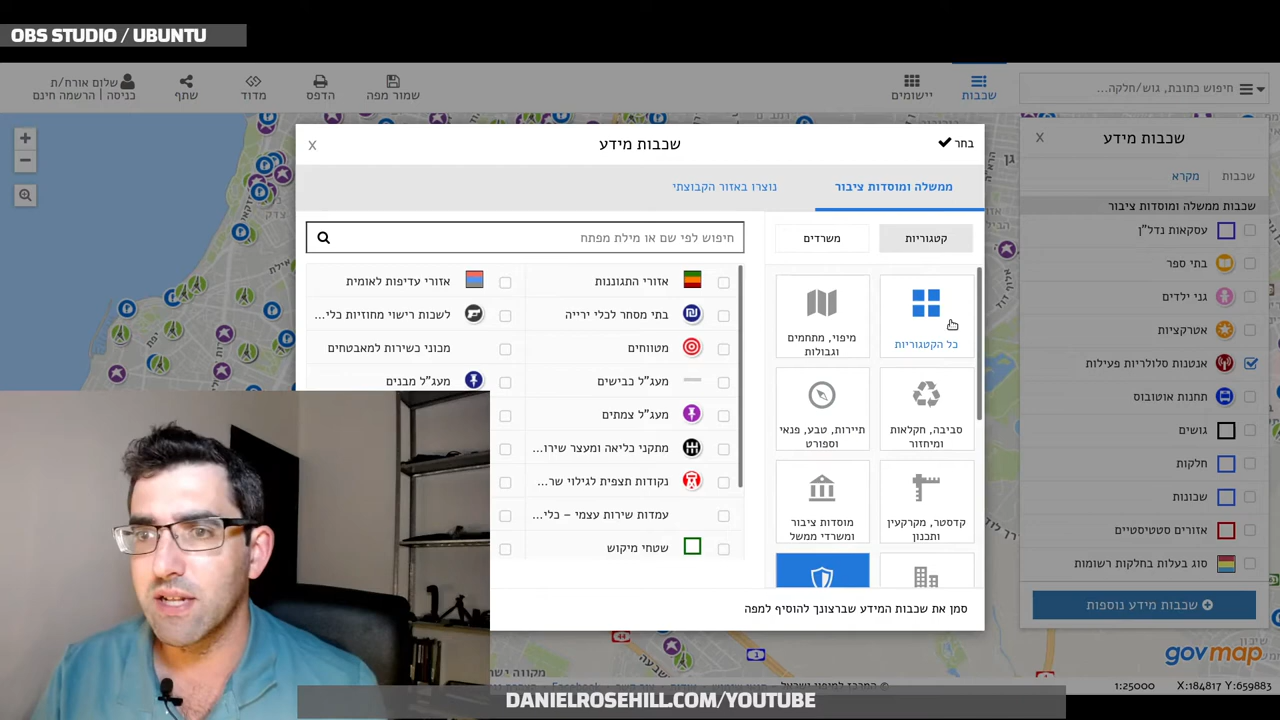 OBS STUDIO / UBUNTU
שלום אורח/ת
כניסה | הרשמה חינם
שתף
מדוד
הדפס
שמור מפה
יישומים
שכבות
חיפוש כתובת, גוש/חלקה...
שכבות מידע
x
בחר
ממשלה ומוסדות ציבור
נוצרו באזור הקבוצתי
חיפוש לפי שם או מילת מפתח
משרדים
קטגוריות
אזורי התגוננות
אזורי עדיפות לאומית
בתי מסחר לכלי ירייה
לשכות רישוי מחוזיות כלי...
מטווחים
מכוני כשירות למאבטחים
מעג"ל כבישים
מעג"ל מבנים
מעג"ל צמתים
מתקני כליאה ומעצר שירו...
נקודות תצפית לגילוי שר...
עמדות שירות עצמי – כלי...
שטחי מיקוש
כל הקטגוריות
מיפוי, מתחמים
וגבולות
סביבה, חקלאות
ומיחזור
תיירות, טבע, פנאי
וספורט
קדסטר, מקרקעין
ותכנון
מוסדות ציבור
ומשרדי ממשל
סמן את שכבות המידע שברצונך להוסיף למפה
שכבות מידע
x
שכבות
מקרא
שכבות ממשלה ומוסדות ציבור
עסקאות נדל"ן
בתי ספר
גני ילדים
אטרקציות
אנטנות סלולריות פעילות
תחנות אוטובוס
גושים
חלקות
שכונות
אזורים סטטיסטיים
סוג בעלות בחלקות רשומות
שכבות מידע נוספות
govmap
1:25000
X:184817 Y:659883
מקווה יש
44
1
DANIELROSEHILL.COM/YOUTUBE